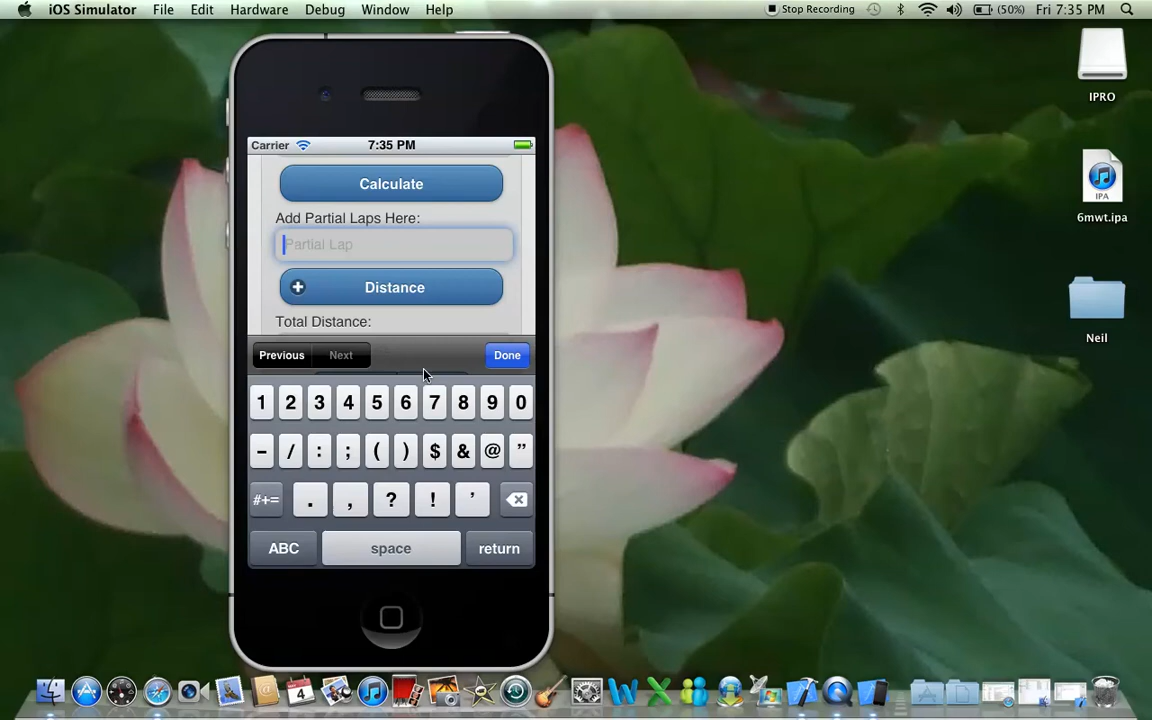 iOS Simulator File Edit Hardware Debug Window Help Stop Recording (50%) Fri 7:35 PM
IPRO
IPA
6mwt.ipa
Neil
Carrier 7:35 PM
Calculate
Add Partial Laps Here:
Partial Lap
Distance
Total Distance:
Previous Next Done
1 2 3 4 5 6 7 8 9 0
- / : ; ( ) $ & @ "
#+= . , ? ! '
ABC space return
4